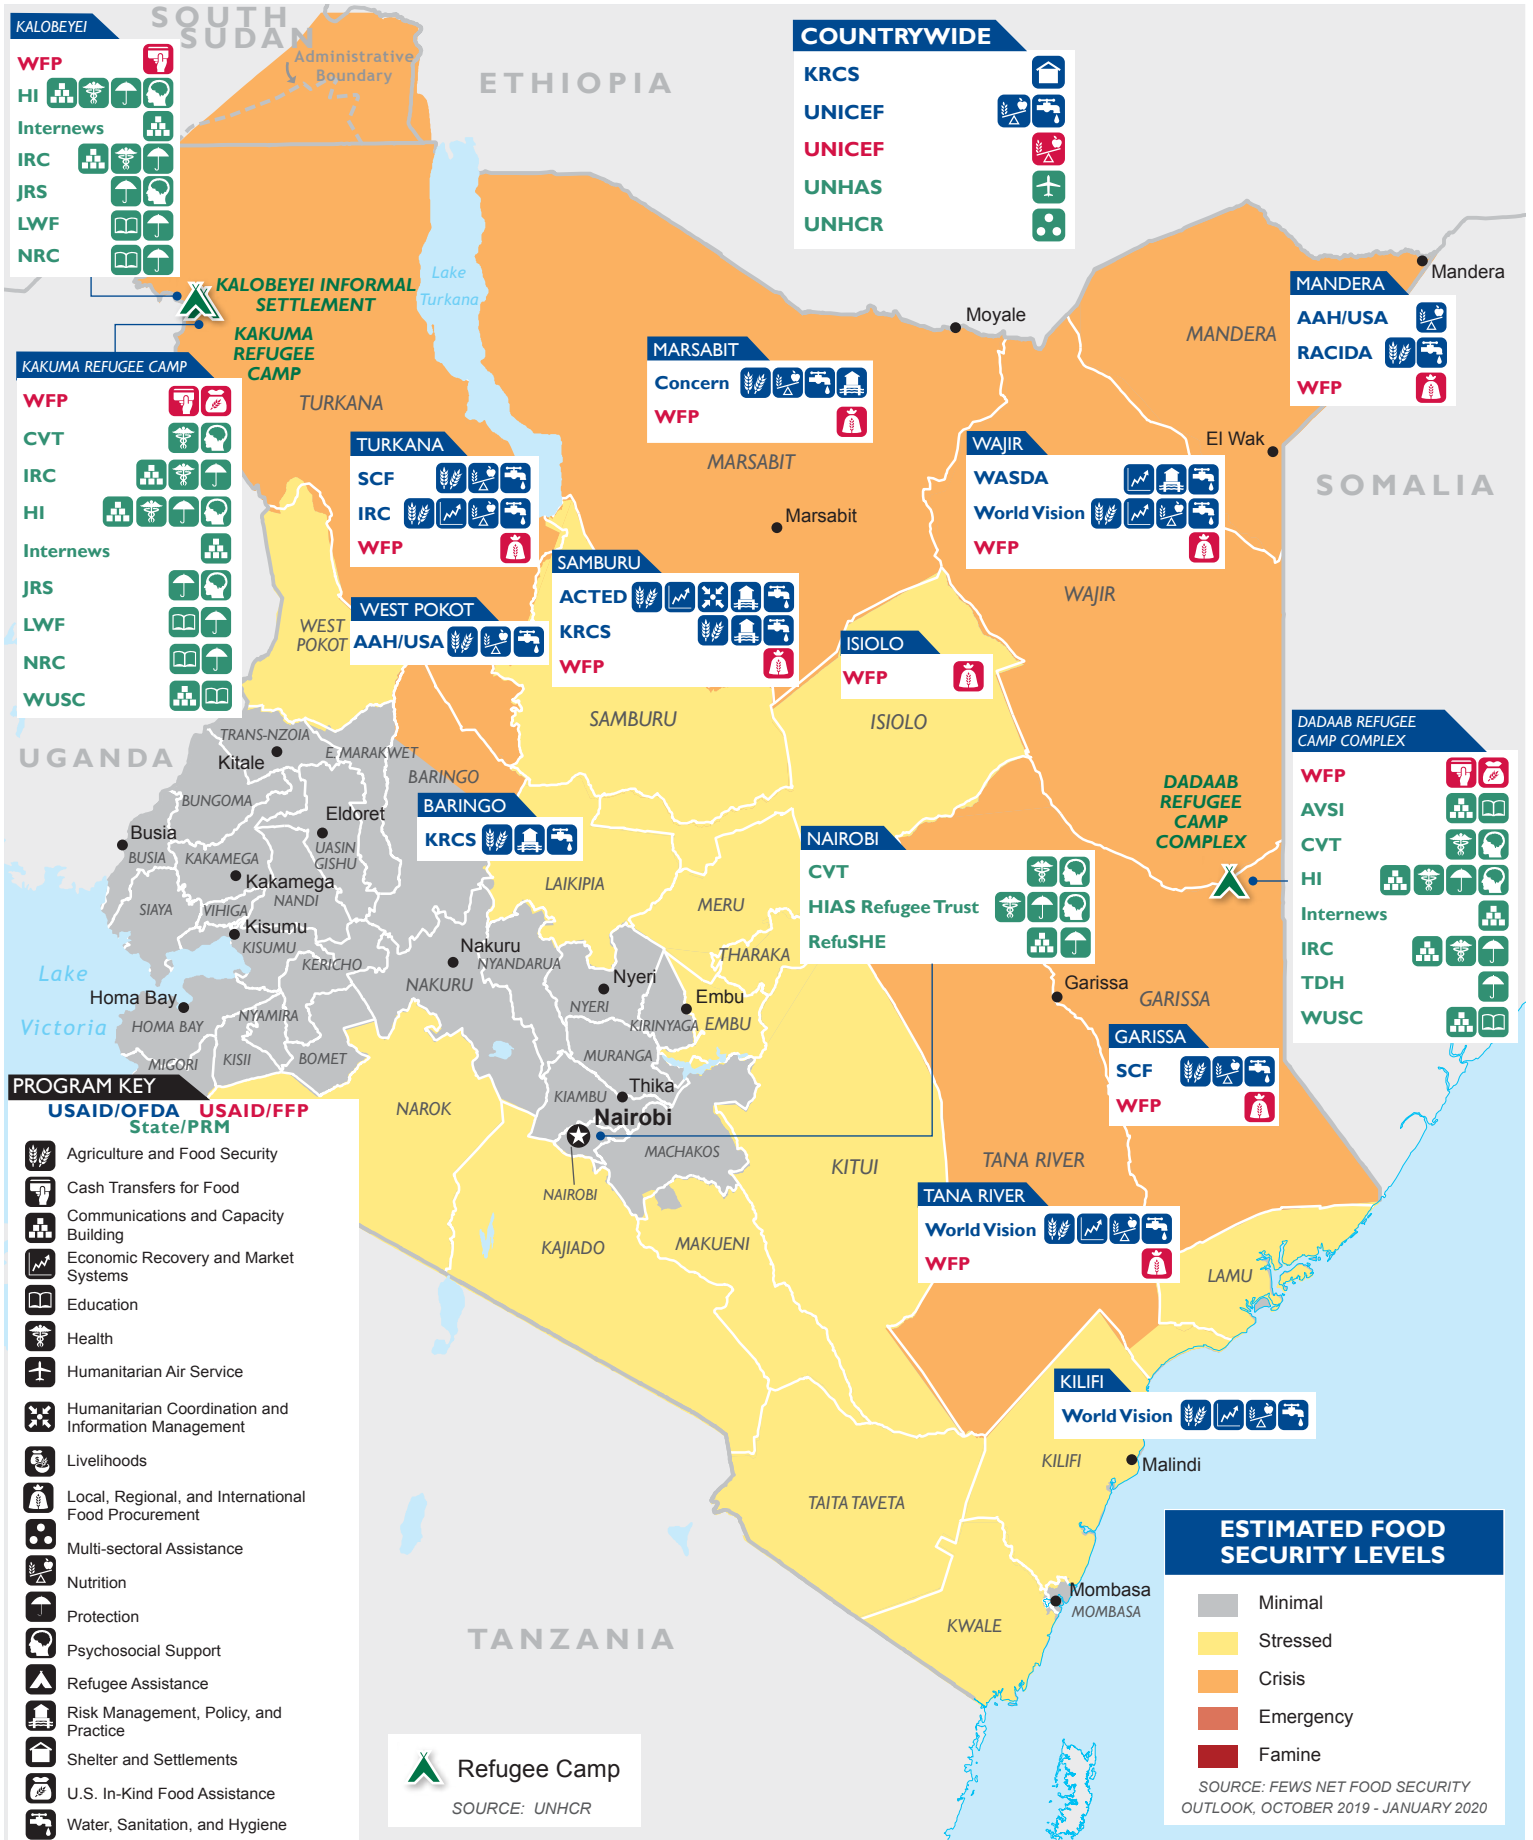 SOUTH
SUDAN
Administrative
Boundary
ETHIOPIA
SOMALIA
UGANDA
TANZANIA
KALOBEYEI
WFP
HI
Internews
IRC
JRS
LWF
NRC
KALOBEYEI INFORMAL
SETTLEMENT
KAKUMA
REFUGEE
CAMP
KAKUMA REFUGEE CAMP
WFP
CVT
IRC
HI
Internews
JRS
LWF
NRC
WUSC
COUNTRYWIDE
KRCS
UNICEF
UNICEF
UNHAS
UNHCR
Lake
Turkana
TURKANA
TURKANA
SCF
IRC
WFP
MARSABIT
Concern
WFP
MARSABIT
Marsabit
Moyale
MANDERA
Mandera
MANDERA
AAH/USA
RACIDA
WFP
El Wak
WAJIR
WASDA
World Vision
WFP
WAJIR
WEST
POKOT
WEST POKOT
AAH/USA
SAMBURU
ACTED
KRCS
WFP
SAMBURU
ISIOLO
WFP
ISIOLO
DADAAB
REFUGEE
CAMP
COMPLEX
DADAAB REFUGEE
CAMP COMPLEX
WFP
AVSI
CVT
HI
Internews
IRC
TDH
WUSC
TRANS-NZOIA
Kitale
E. MARAKWET
BARINGO
BUNGOMA
Eldoret
UASIN
GISHU
Busia
BUSIA
KAKAMEGA
Kakamega
NANDI
SIAYA
VIHIGA
Kisumu
KISUMU
KERICHO
Lake
Victoria
Homa Bay
HOMA BAY
NYAMIRA
MIGORI
KISII
BOMET
BARINGO
KRCS
LAIKIPIA
MERU
THARAKA
Nakuru
NAKURU
NYANDARUA
Nyeri
NYERI
Embu
EMBU
KIRINYAGA
MURANGA
KIAMBU
Thika
Nairobi
MACHAKOS
NAIROBI
NAROK
KAJIADO
MAKUENI
KITUI
NAIROBI
CVT
HIAS Refugee Trust
RefuSHE
Garissa
GARISSA
GARISSA
SCF
WFP
TANA RIVER
TANA RIVER
World Vision
WFP
LAMU
KILIFI
World Vision
KILIFI
Malindi
TAITA TAVETA
KWALE
Mombasa
MOMBASA
PROGRAM KEY
USAID/OFDA USAID/FFP
State/PRM
Agriculture and Food Security
Cash Transfers for Food
Communications and Capacity
Building
Economic Recovery and Market
Systems
Education
Health
Humanitarian Air Service
Humanitarian Coordination and
Information Management
Livelihoods
Local, Regional, and International
Food Procurement
Multi-sectoral Assistance
Nutrition
Protection
Psychosocial Support
Refugee Assistance
Risk Management, Policy, and
Practice
Shelter and Settlements
U.S. In-Kind Food Assistance
Water, Sanitation, and Hygiene
Refugee Camp
SOURCE: UNHCR
ESTIMATED FOOD
SECURITY LEVELS
Minimal
Stressed
Crisis
Emergency
Famine
SOURCE: FEWS NET FOOD SECURITY
OUTLOOK, OCTOBER 2019 - JANUARY 2020